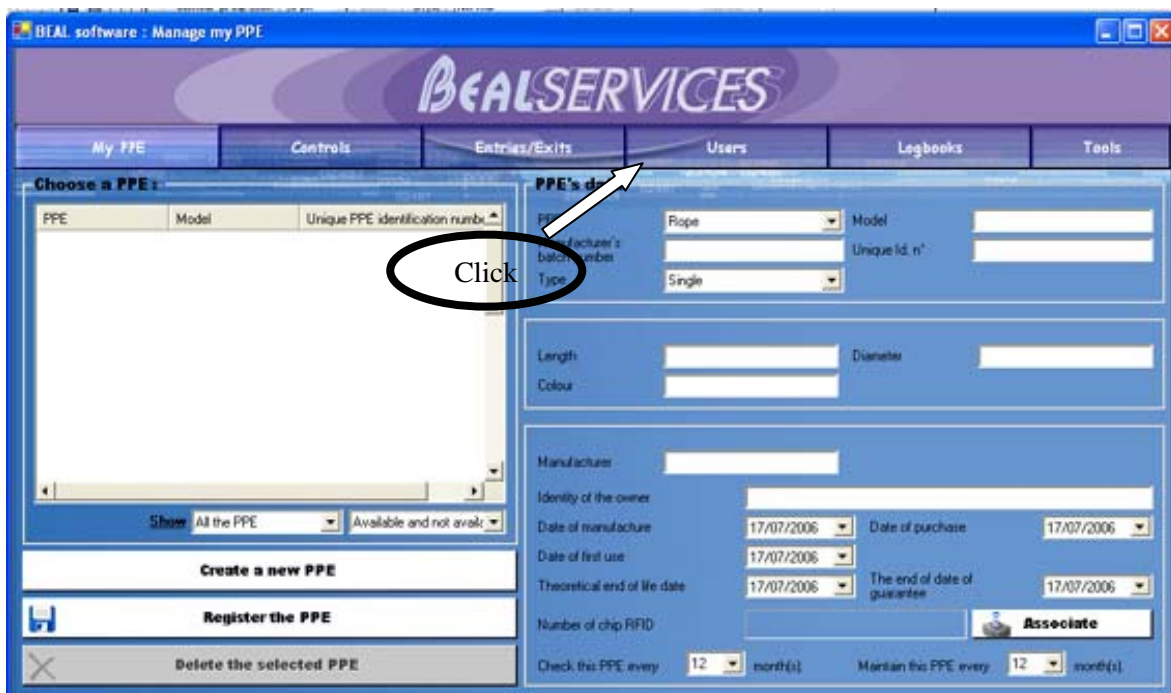 BEAL software : Manage my PPE
BEALSERVICES
My PPE Controls Entries/Exits Users Logbooks Tools
Choose a PPE :
PPE Model Unique PPE identification numbe
Show All the PPE Available and not availc
Create a new PPE
Register the PPE
Delete the selected PPE
Click
PPE's d
Rope Model
batch number Unique Id. n°
Type Single
Length Diameter
Colour
Manufacturer
Identity of the owner
Date of manufacture 17/07/2006 Date of purchase 17/07/2006
Date of first use 17/07/2006
Theoretical end of life date 17/07/2006 The end of date of guarantee 17/07/2006
Number of chip RFID Associate
Check this PPE every 12 month(s) Maintain this PPE every 12 month(s)